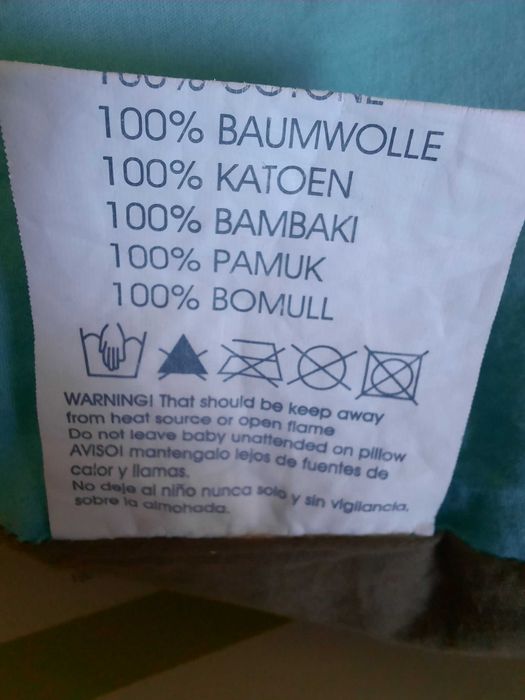 100% COTONE
100% BAUMWOLLE
100% KATOEN
100% BAMBAKI
100% PAMUK
100% BOMULL
WARNING! That should be keep away
from heat source or open flame
Do not leave baby unattended on pillow
AVISO! mantengalo lejos de fuentes de
calor y llamas.
No deje al niño nunca solo y sin vigilancia,
sobre la almohada.